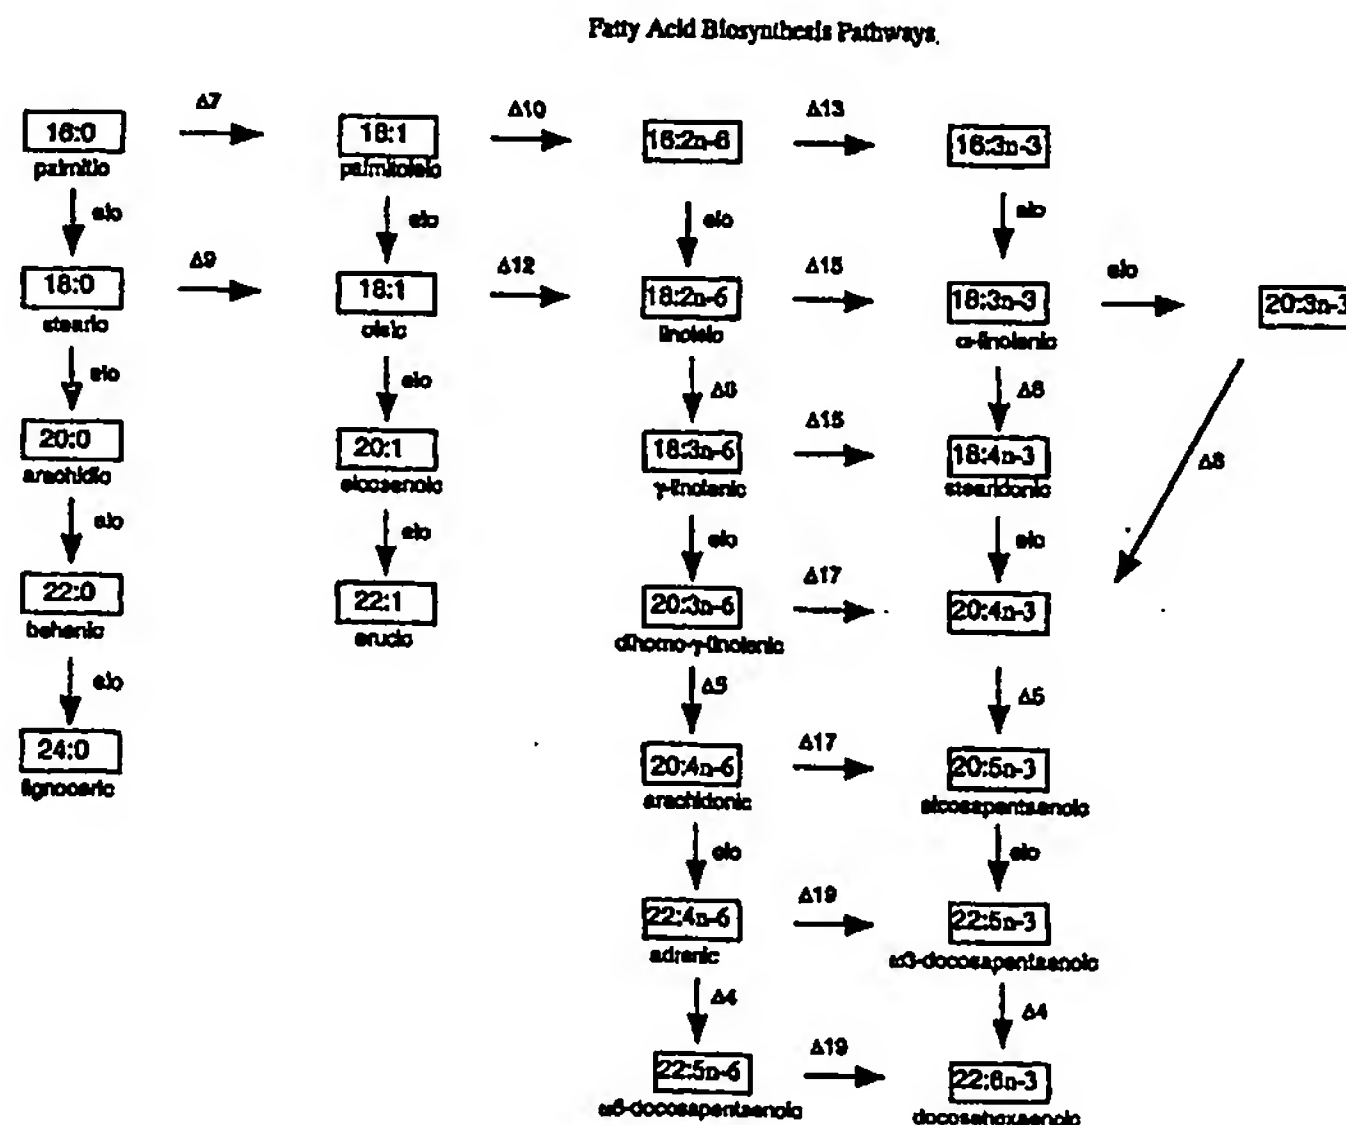 Fatty Acid Biosynthesis Pathways.
Δ7
Δ10
Δ13
16:0
16:1
16:2n-6
16:3n-3
palmitic
palmitoleic
elo
elo
elo
elo
Δ9
Δ12
Δ15
elo
18:0
18:1
18:2n-6
18:3n-3
20:3n-3
stearic
oleic
linoleic
α-linolenic
elo
elo
Δ6
Δ6
Δ15
Δ8
20:0
20:1
18:3n-6
18:4n-3
arachidic
eicosenoic
γ-linolenic
stearidonic
elo
elo
elo
elo
Δ17
22:0
22:1
20:3n-6
20:4n-3
behenic
erucic
dihomo-γ-linolenic
elo
Δ5
Δ5
Δ17
24:0
20:4n-6
20:5n-3
lignoceric
arachidonic
eicosapentaenoic
elo
elo
Δ19
22:4n-6
22:5n-3
adrenic
ω3-docosapentaenoic
Δ4
Δ4
Δ19
22:5n-6
22:6n-3
ω6-docosapentaenoic
docosahexaenoic